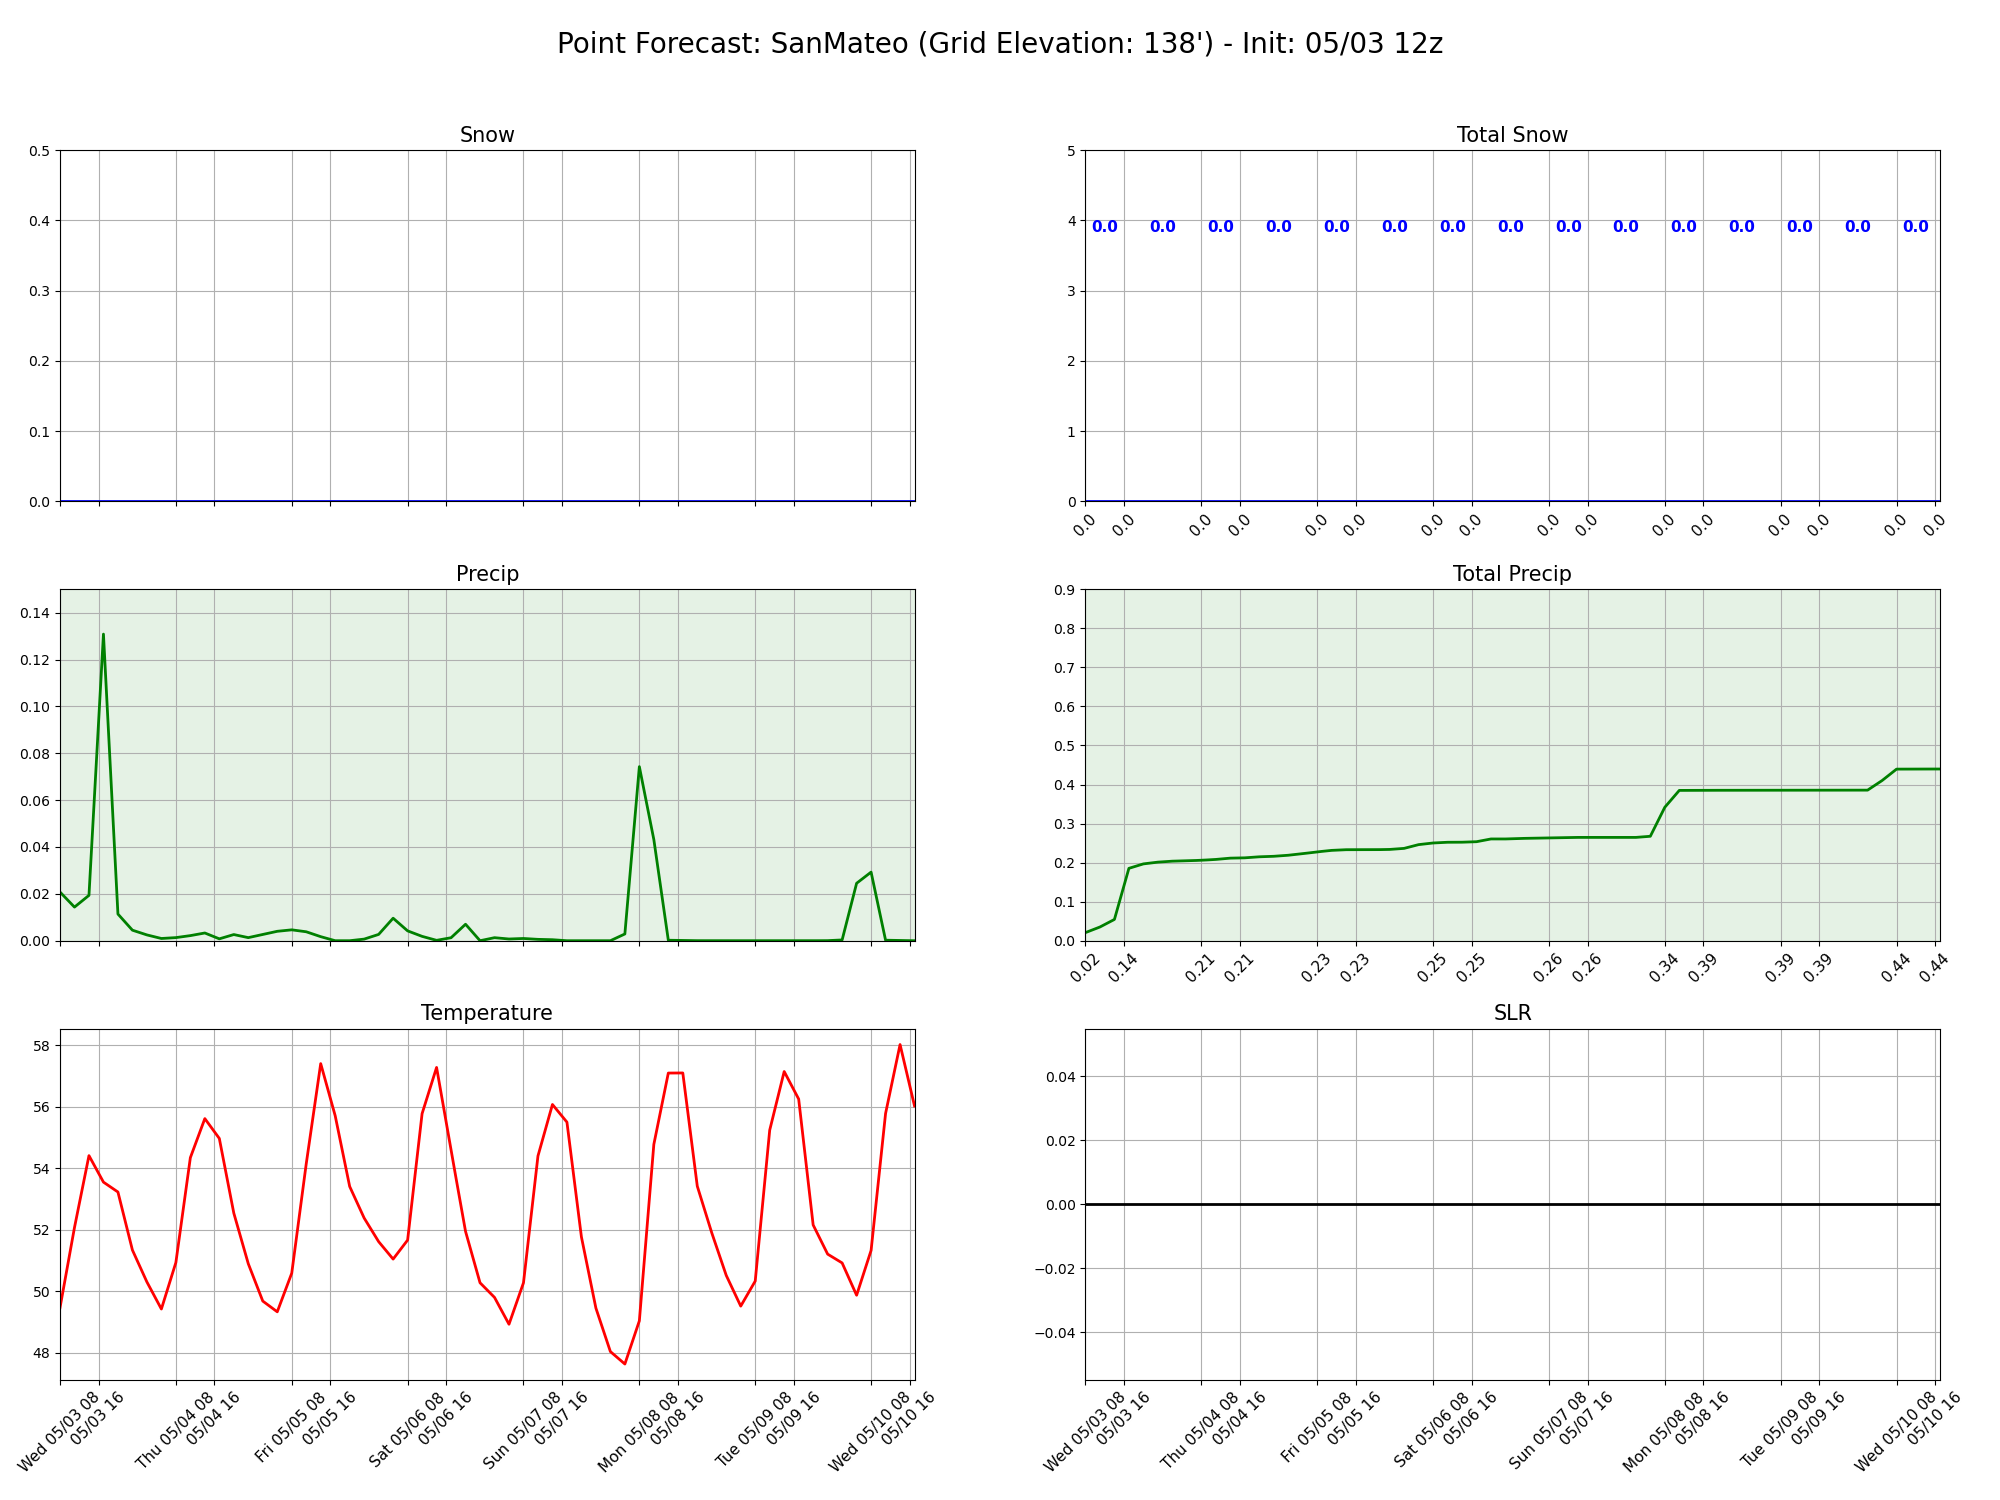 Point Forecast: SanMateo (Grid Elevation: 138') - Init: 05/03 12z
Snow
0.5
0.4
0.3
0.2
0.1
0.0
Total Snow
5
4
3
2
1
0
0.0 0.0 0.0 0.0 0.0 0.0 0.0 0.0 0.0 0.0 0.0 0.0 0.0 0.0 0.0
0.0 0.0 0.0 0.0 0.0 0.0 0.0 0.0 0.0 0.0 0.0 0.0 0.0 0.0 0.0 0.0
Precip
0.14
0.12
0.10
0.08
0.06
0.04
0.02
0.00
Total Precip
0.9
0.8
0.7
0.6
0.5
0.4
0.3
0.2
0.1
0.0
0.02 0.14 0.21 0.21 0.23 0.23 0.25 0.25 0.26 0.26 0.34 0.39 0.39 0.39 0.44 0.44
Temperature
58
56
54
52
50
48
Wed 05/03 08
05/03 16
Thu 05/04 08
05/04 16
Fri 05/05 08
05/05 16
Sat 05/06 08
05/06 16
Sun 05/07 08
05/07 16
Mon 05/08 08
05/08 16
Tue 05/09 08
05/09 16
Wed 05/10 08
05/10 16
SLR
0.04
0.02
0.00
−0.02
−0.04
Wed 05/03 08
05/03 16
Thu 05/04 08
05/04 16
Fri 05/05 08
05/05 16
Sat 05/06 08
05/06 16
Sun 05/07 08
05/07 16
Mon 05/08 08
05/08 16
Tue 05/09 08
05/09 16
Wed 05/10 08
05/10 16